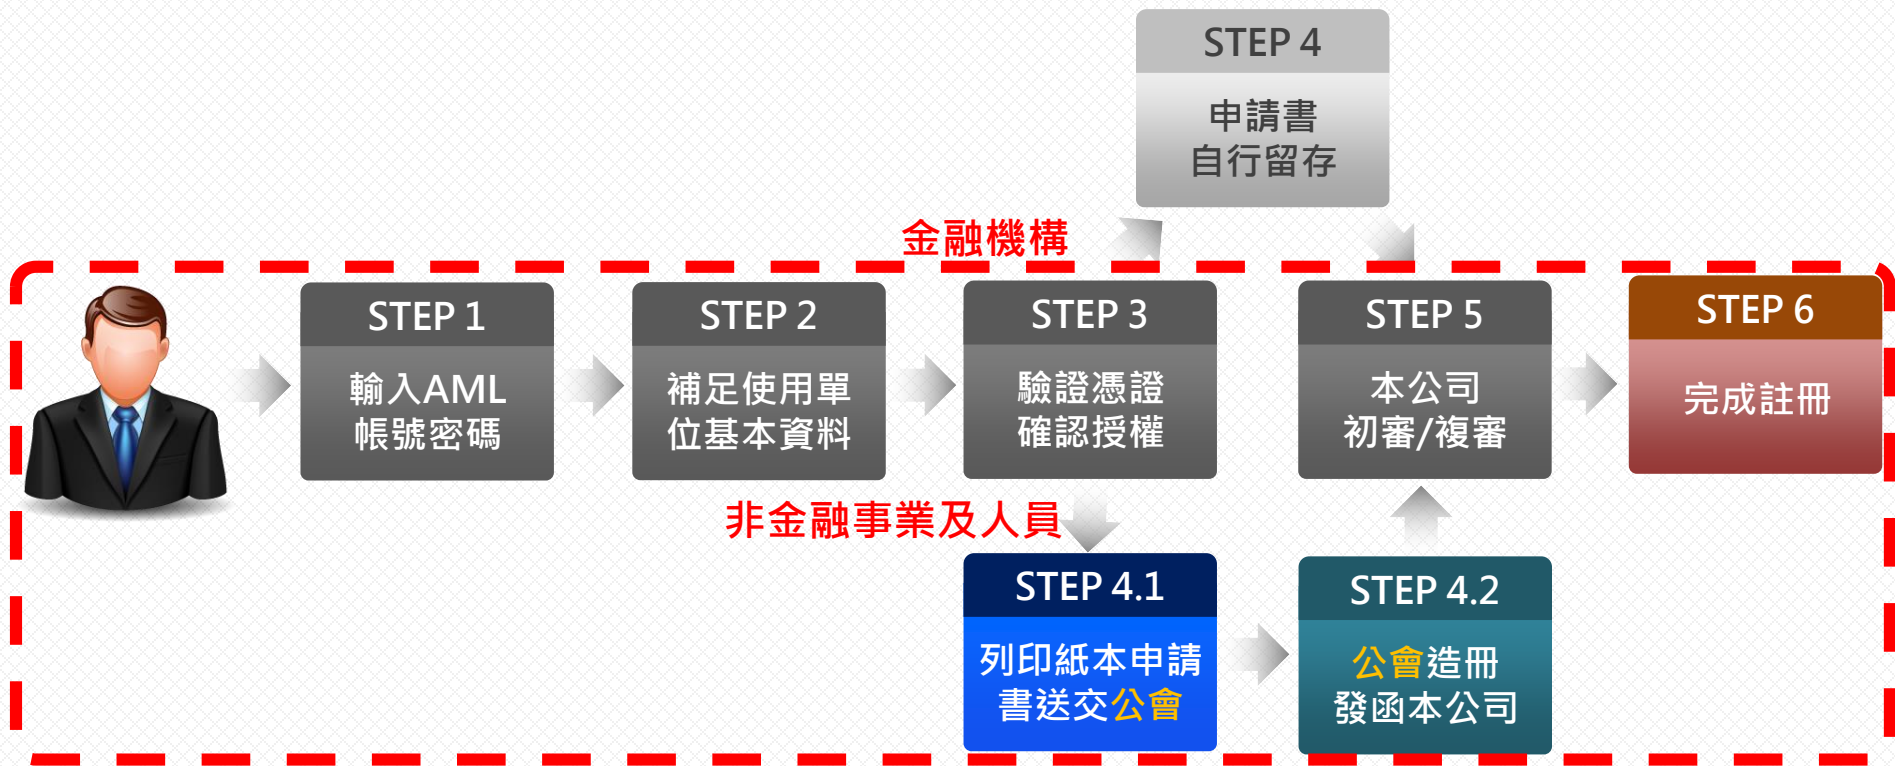 STEP 4
申請書
自行留存
金融機構
STEP 1
輸入AML
帳號密碼
STEP 2
補足使用單
位基本資料
STEP 3
驗證憑證
確認授權
STEP 5
本公司
初審/複審
STEP 6
完成註冊
非金融事業及人員
STEP 4.1
列印紙本申請
書送交公會
STEP 4.2
公會造冊
發函本公司